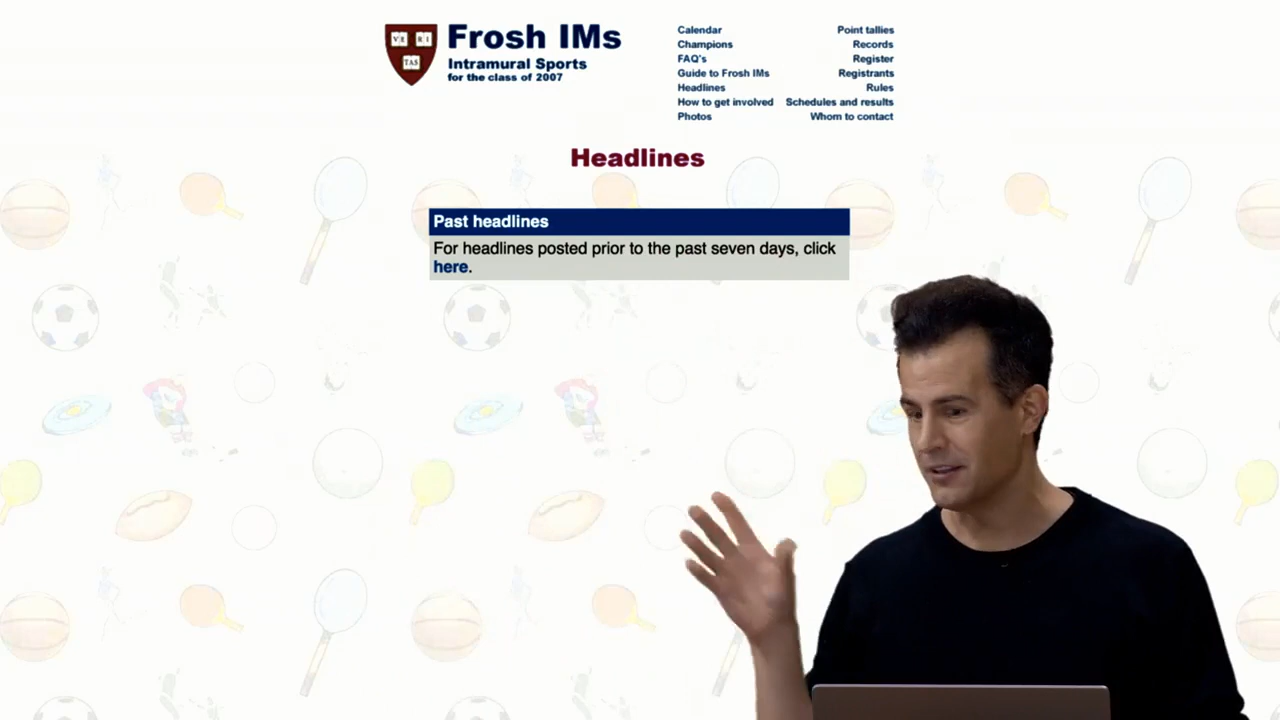 VE RI
TAS
Frosh IMs
Intramural Sports
for the class of 2007
Calendar
Champions
FAQ's
Guide to Frosh IMs
Headlines
How to get involved
Photos
Point tallies
Records
Register
Registrants
Rules
Schedules and results
Whom to contact
Headlines
Past headlines
For headlines posted prior to the past seven days, click
here.